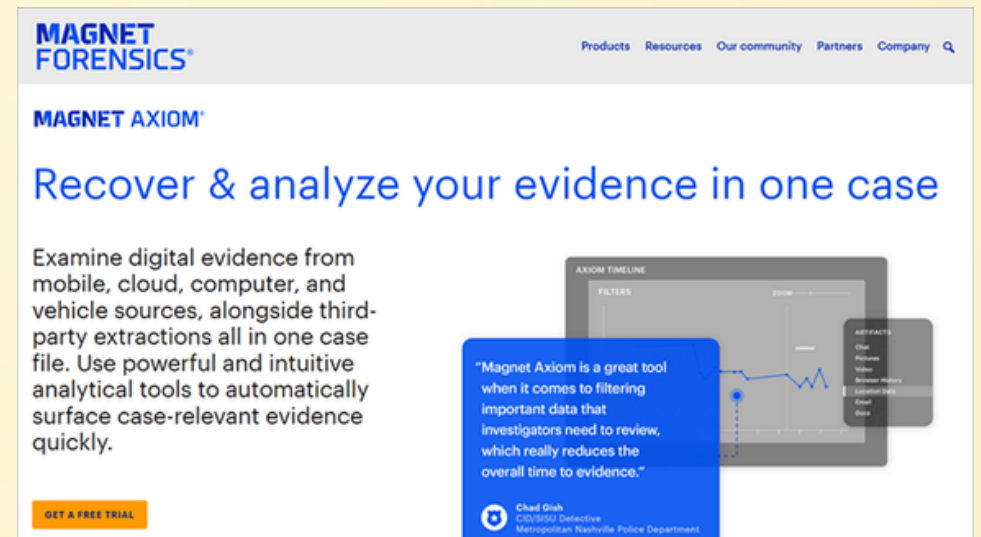 MAGNET
FORENSICS®
Products Resources Our community Partners Company
MAGNET AXIOM®
Recover & analyze your evidence in one case
Examine digital evidence from
mobile, cloud, computer, and
vehicle sources, alongside third-
party extractions all in one case
file. Use powerful and intuitive
analytical tools to automatically
surface case-relevant evidence
quickly.
GET A FREE TRIAL
AXIOM TIMELINE
FILTERS
ZOOM
ARTIFACTS
Chat
Pictures
Video
Browser History
Location Data
Email
Docs
“Magnet Axiom is a great tool
when it comes to filtering
important data that
investigators need to review,
which really reduces the
overall time to evidence.”
Chad Gish
CID/SISU Detective
Metropolitan Nashville Police Department